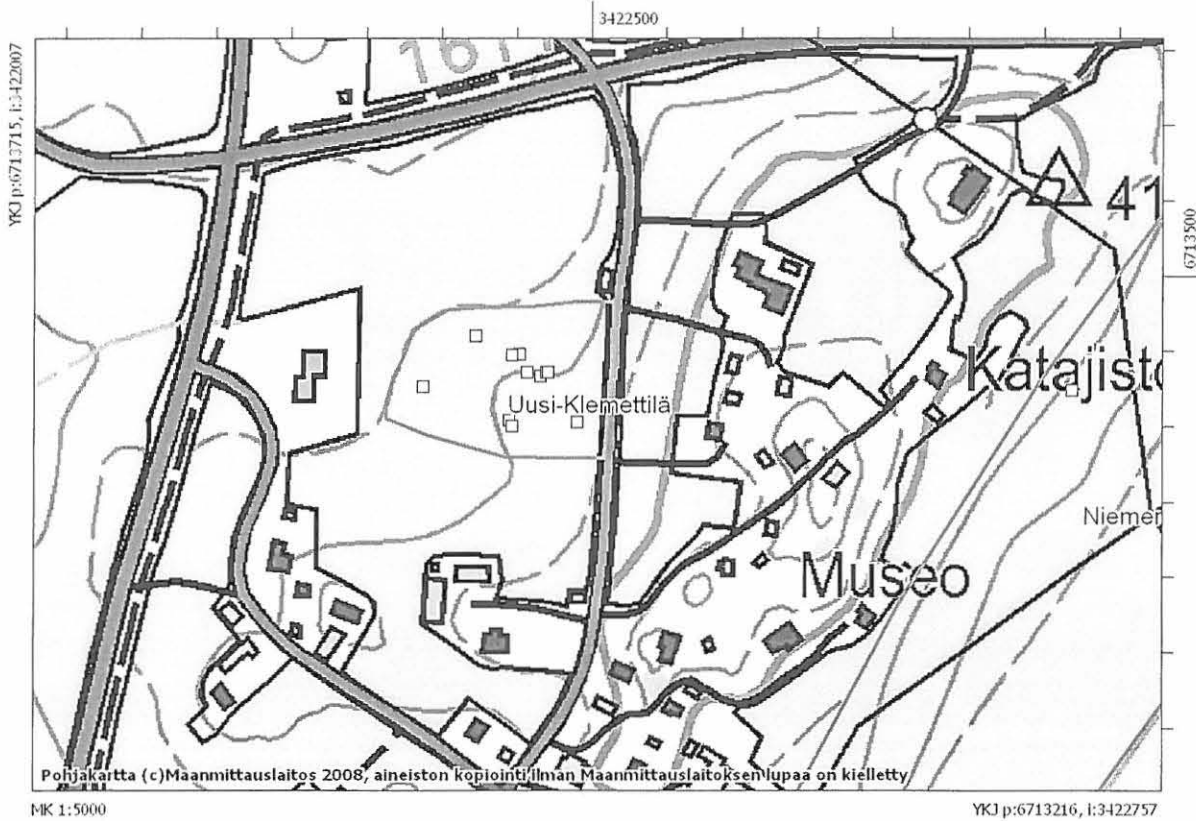 3422500
YKJ p:6713715, i:3422007
41
6713500
Katajisto
Uusi-Klemettilä
Museo
Pohjakartta (c)Maanmittauslaitos 2008, aineiston kopiointi ilman Maanmittauslaitoksen lupaa on kielletty
MK 1:5000
YKJ p:6713216, i:3422757